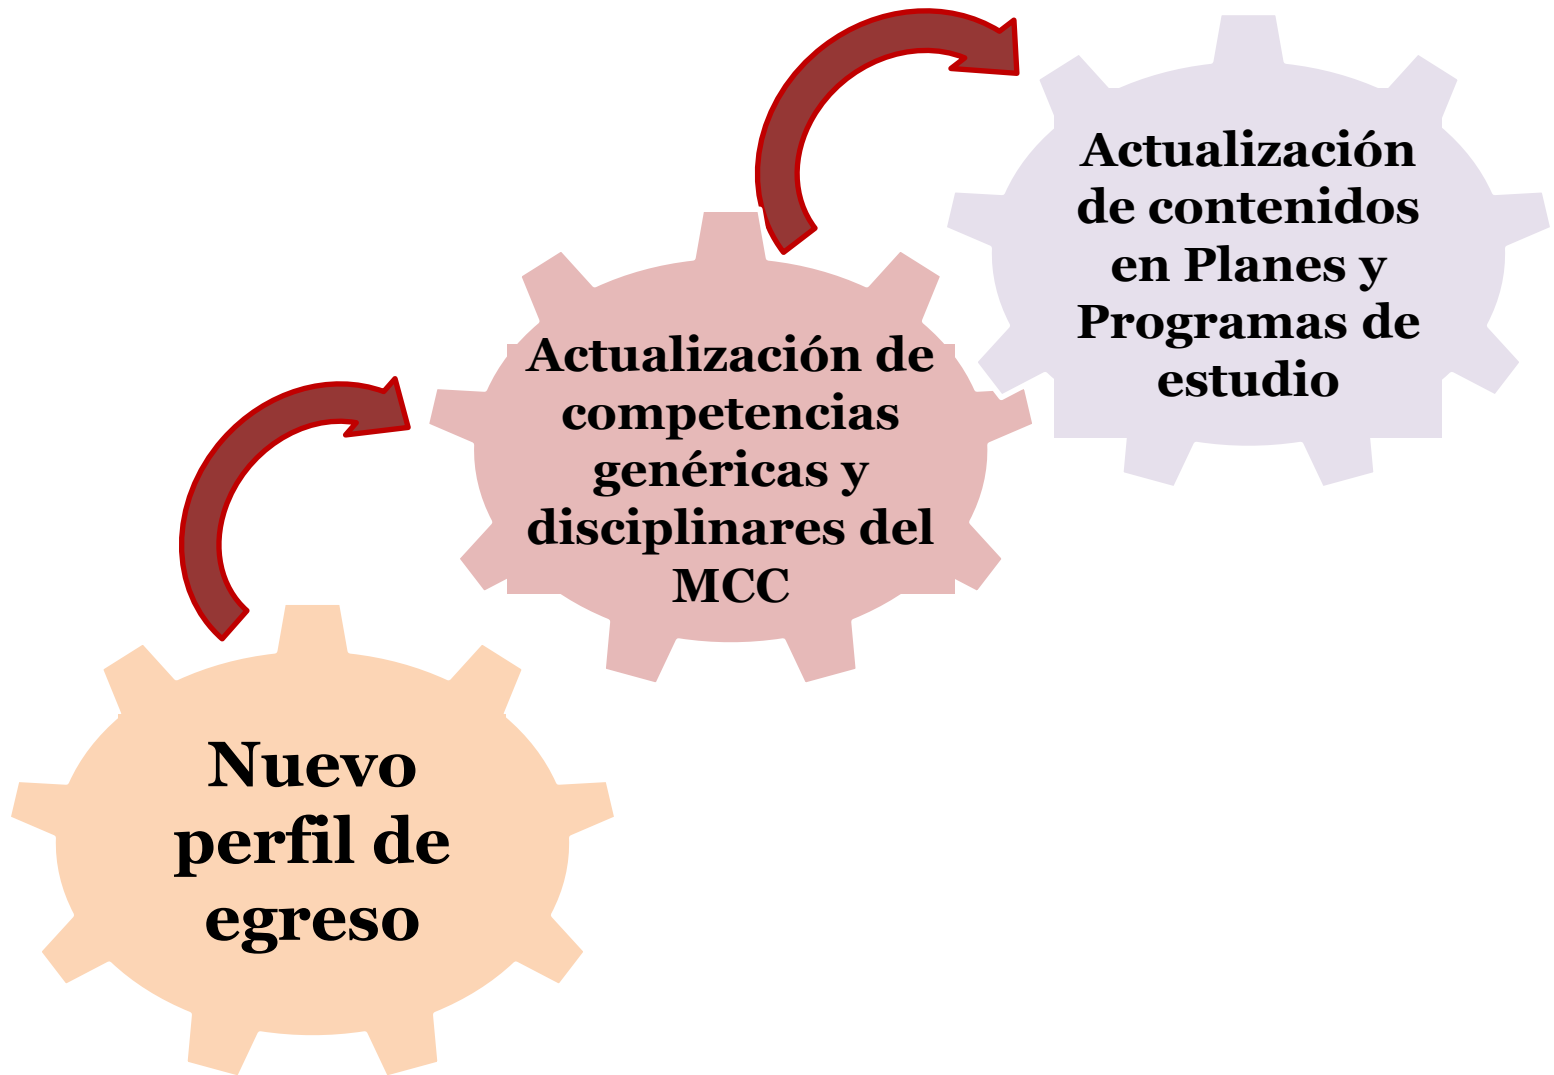 Actualización
de contenidos
en Planes y
Programas de
estudio
Actualización de
competencias
genéricas y
disciplinares del
MCC
Nuevo
perfil de
egreso